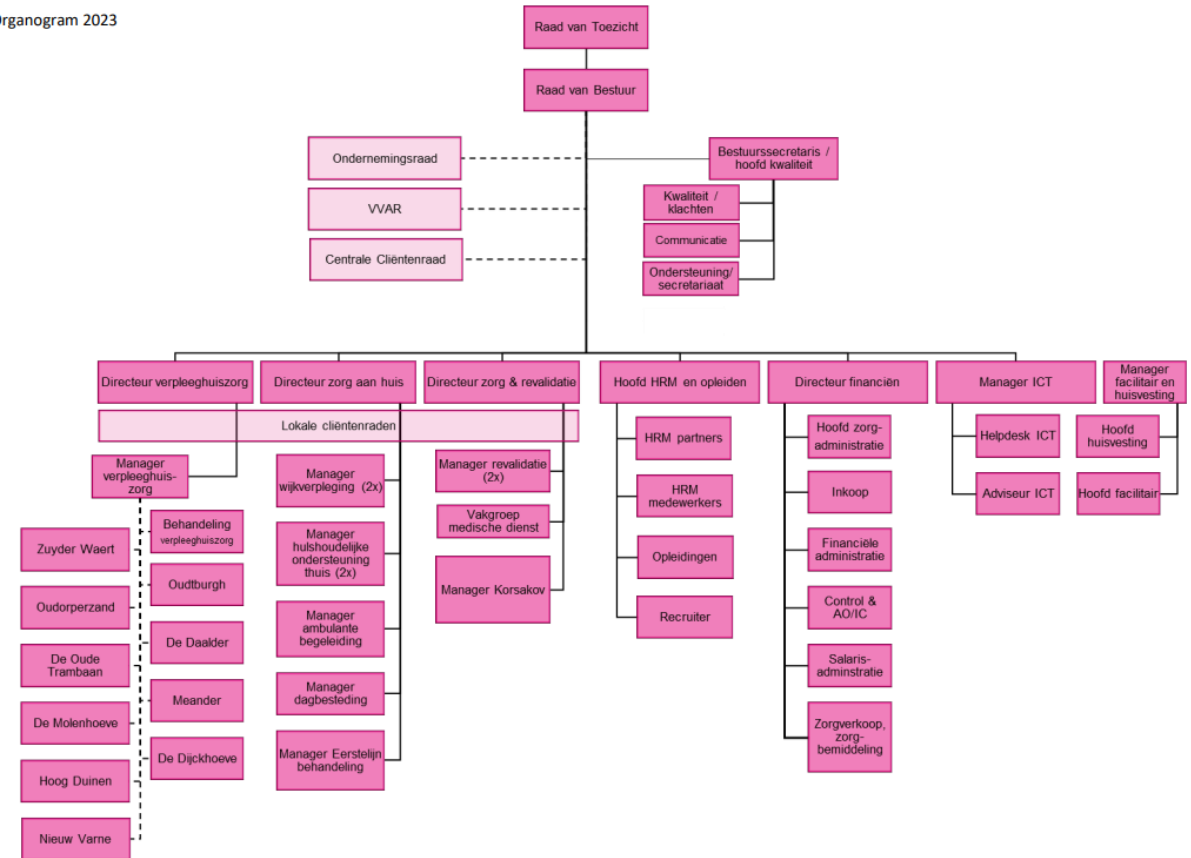 Organogram 2023
Raad van Toezicht
Raad van Bestuur
Ondernemingsraad
VVAR
Centrale Cliëntenraad
Bestuurssecretaris /
hoofd kwaliteit
Kwaliteit /
klachten
Communicatie
Ondersteuning/
secretariaat
Directeur verpleeghuiszorg
Directeur zorg aan huis
Directeur zorg & revalidatie
Hoofd HRM en opleiden
Directeur financiën
Manager ICT
Manager
facilitair en
huisvesting
Lokale cliëntenraden
Manager
verpleeghuis-
zorg
Zuyder Waert
Oudorperzand
De Oude
Trambaan
De Molenhoeve
Hoog Duinen
Nieuw Varne
Behandeling
verpleeghuiszorg
Oudtburgh
De Daalder
Meander
De Dijckhoeve
Manager
wijkverpleging (2x)
Manager
hulshoudelijke
ondersteuning
thuis (2x)
Manager
ambulante
begeleiding
Manager
dagbesteding
Manager Eerstelijn
behandeling
Manager revalidatie
(2x)
Vakgroep
medische dienst
Manager Korsakov
HRM partners
HRM
medewerkers
Opleidingen
Recruiter
Hoofd zorg-
administratie
Inkoop
Financiële
administratie
Control &
AO/IC
Salaris-
adminstratie
Zorgverkoop,
zorg-
bemiddeling
Helpdesk ICT
Adviseur ICT
Hoofd
huisvesting
Hoofd facilitair